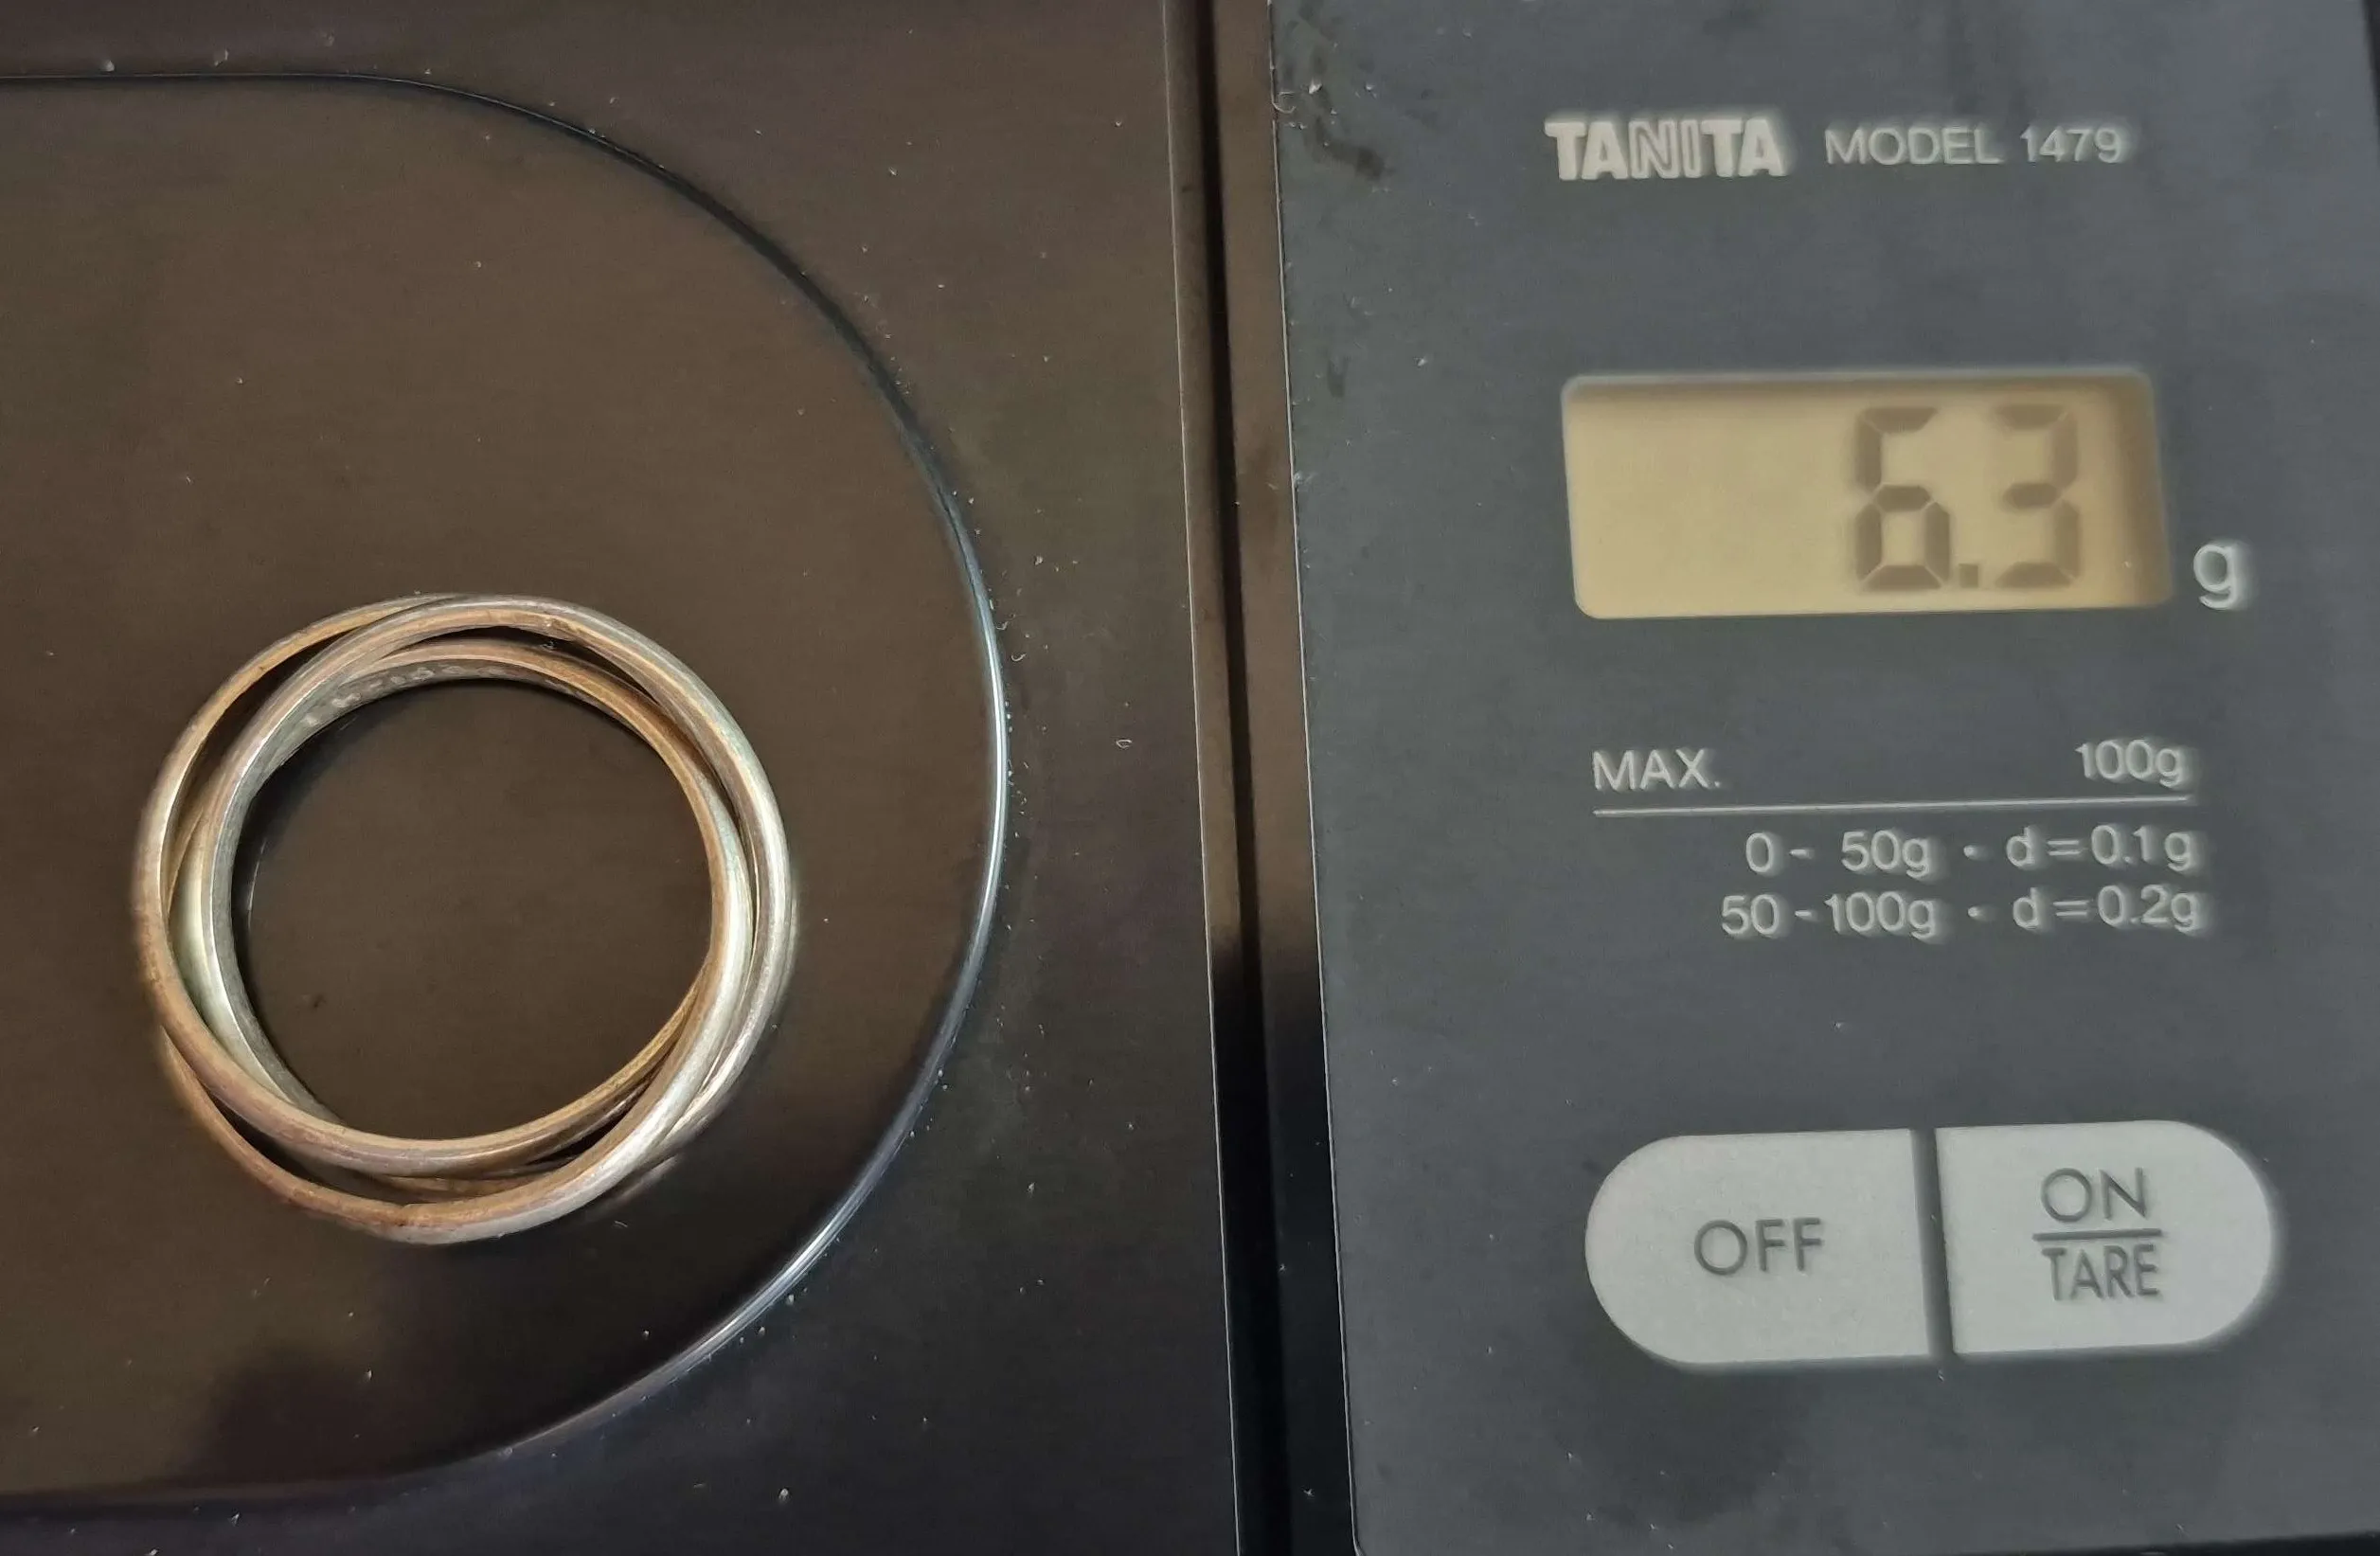 TANITA MODEL 1479
6.3 g
MAX. 100g
0- 50g - d=0.1g
50-100g - d=0.2g
OFF
ON
TARE